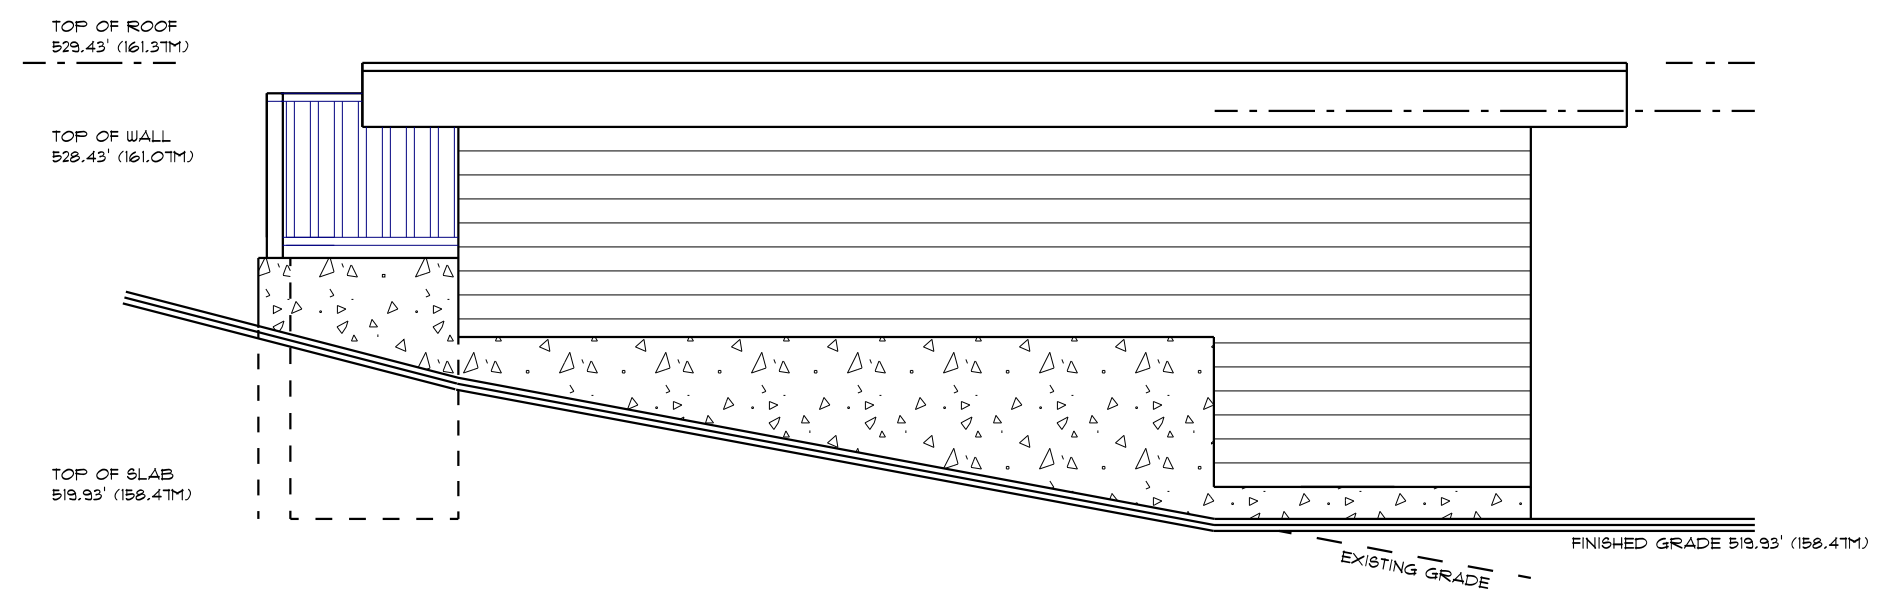 TOP OF ROOF
529.43' (161.37M)
TOP OF WALL
528.43' (161.07M)
TOP OF SLAB
519.93' (158.47M)
FINISHED GRADE 519.93' (158.47M)
EXISTING GRADE